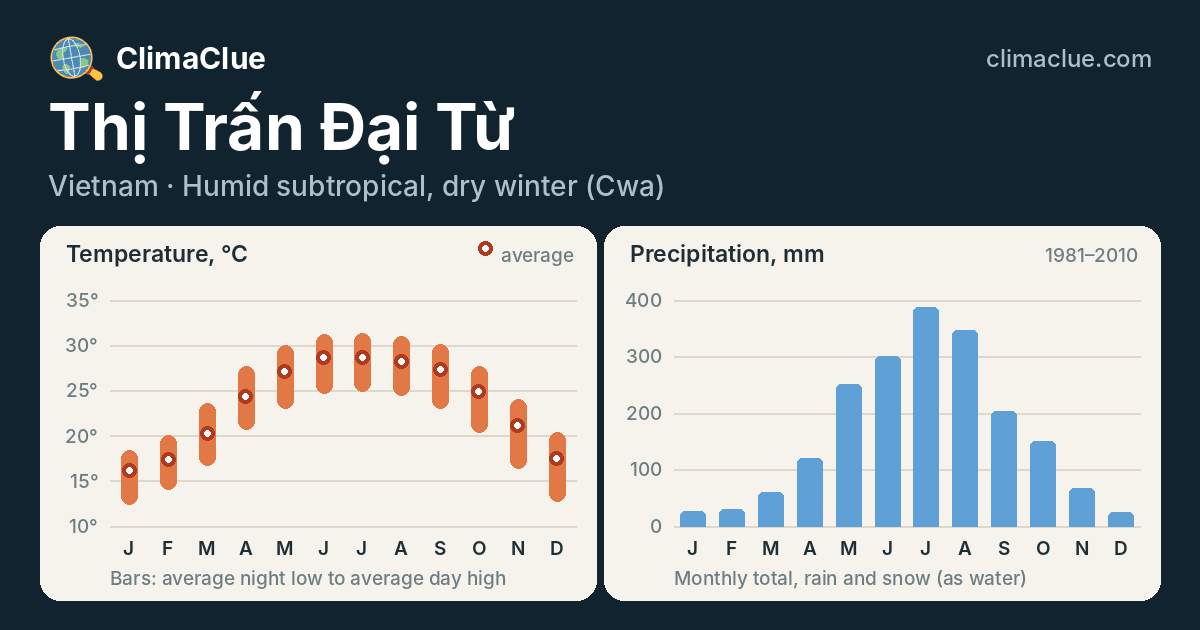 ClimaClue
climaclue.com
Thị Trấn Đại Từ
Vietnam · Humid subtropical, dry winter (Cwa)
Temperature, °C
average
35°
30°
25°
20°
15°
10°
J F M A M J J A S O N D
Bars: average night low to average day high
Precipitation, mm
1981–2010
400
300
200
100
0
J F M A M J J A S O N D
Monthly total, rain and snow (as water)